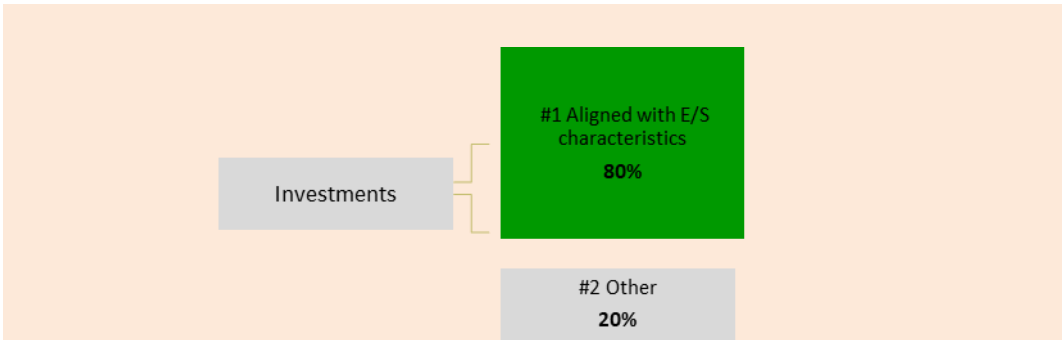 #1 Aligned with E/S
characteristics
80%
Investments
#2 Other
20%